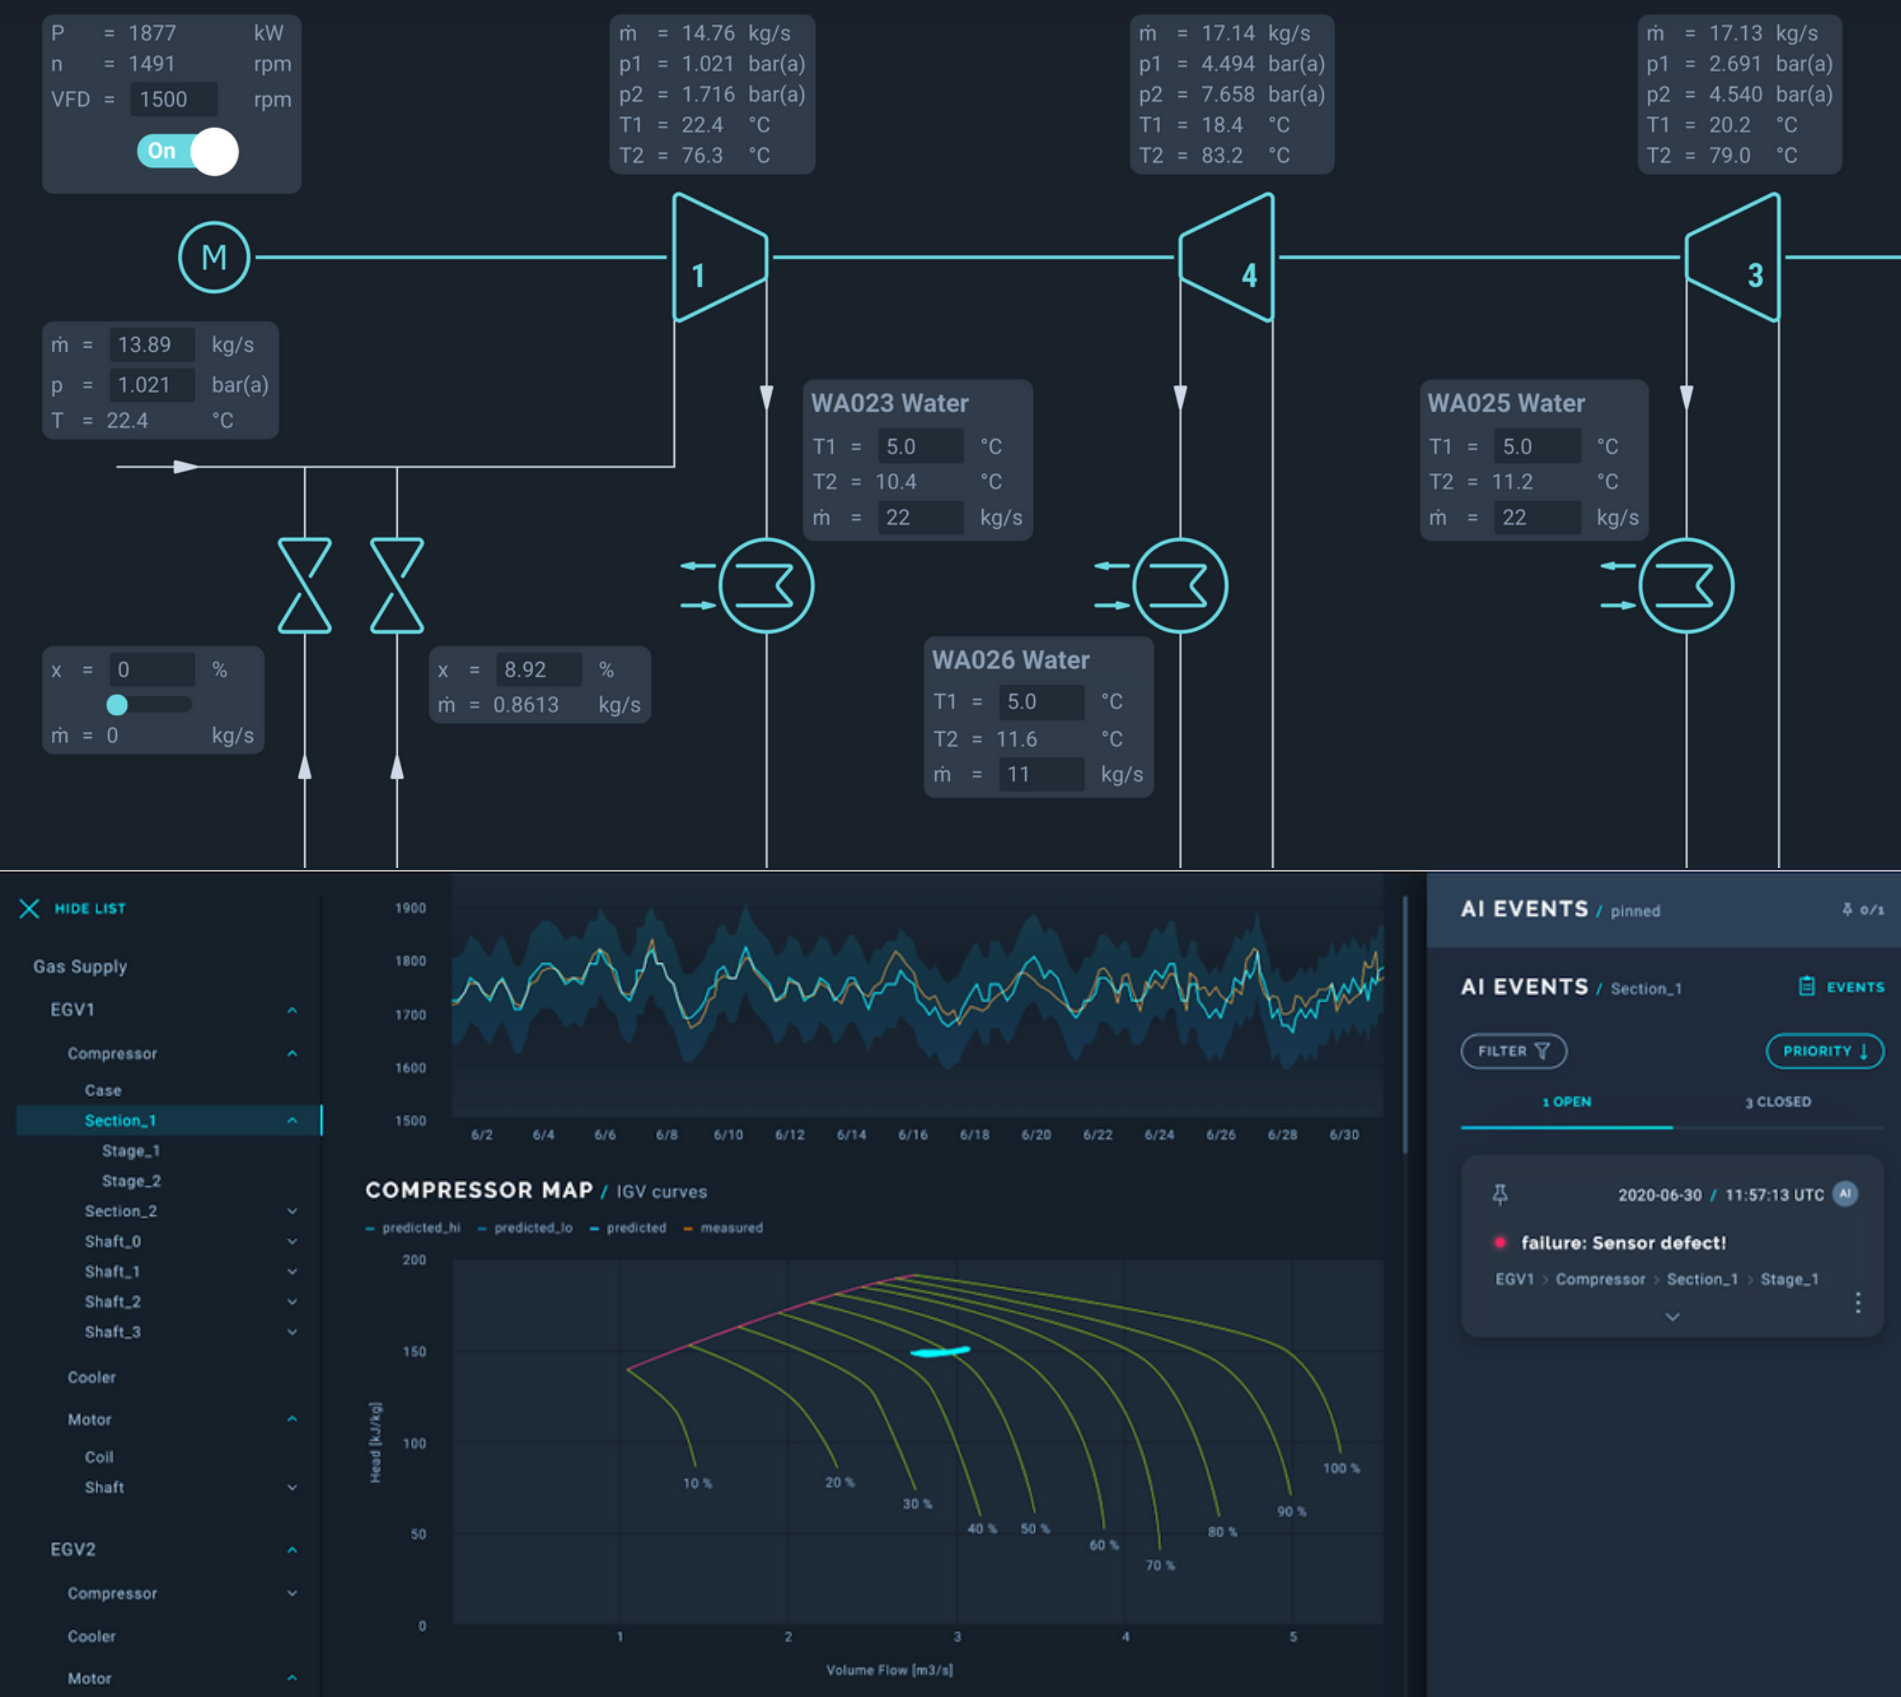 P = 1877 kW
n = 1491 rpm
VFD = 1500 rpm
On
ṁ = 14.76 kg/s
p1 = 1.021 bar(a)
p2 = 1.716 bar(a)
T1 = 22.4 °C
T2 = 76.3 °C
ṁ = 17.14 kg/s
p1 = 4.494 bar(a)
p2 = 7.658 bar(a)
T1 = 18.4 °C
T2 = 83.2 °C
ṁ = 17.13 kg/s
p1 = 2.691 bar(a)
p2 = 4.540 bar(a)
T1 = 20.2 °C
T2 = 79.0 °C
M
1
4
3
ṁ = 13.89 kg/s
p = 1.021 bar(a)
T = 22.4 °C
WA023 Water
T1 = 5.0 °C
T2 = 10.4 °C
ṁ = 22 kg/s
WA025 Water
T1 = 5.0 °C
T2 = 11.2 °C
ṁ = 22 kg/s
x = 0 %
ṁ = 0 kg/s
x = 8.92 %
ṁ = 0.8613 kg/s
WA026 Water
T1 = 5.0 °C
T2 = 11.6 °C
ṁ = 11 kg/s
HIDE LIST
Gas Supply
EGV1
Compressor
Case
Section_1
Stage_1
Stage_2
Section_2
Shaft_0
Shaft_1
Shaft_2
Shaft_3
Cooler
Motor
Coil
Shaft
EGV2
Compressor
Cooler
Motor
1900
1800
1700
1600
1500
6/2 6/4 6/6 6/8 6/10 6/12 6/14 6/16 6/18 6/20 6/22 6/24 6/26 6/28 6/30
COMPRESSOR MAP / IGV curves
predicted_hi predicted_lo predicted measured
200
150
100
50
0
Head [kJ/kg]
10 %
20 %
30 %
40 %
50 %
60 %
70 %
80 %
90 %
100 %
1 2 3 4 5
Volume Flow [m3/s]
AI EVENTS / pinned 0/1
AI EVENTS / Section_1 EVENTS
FILTER PRIORITY
1 OPEN 3 CLOSED
2020-06-30 / 11:57:13 UTC AI
failure: Sensor defect!
EGV1 > Compressor > Section_1 > Stage_1